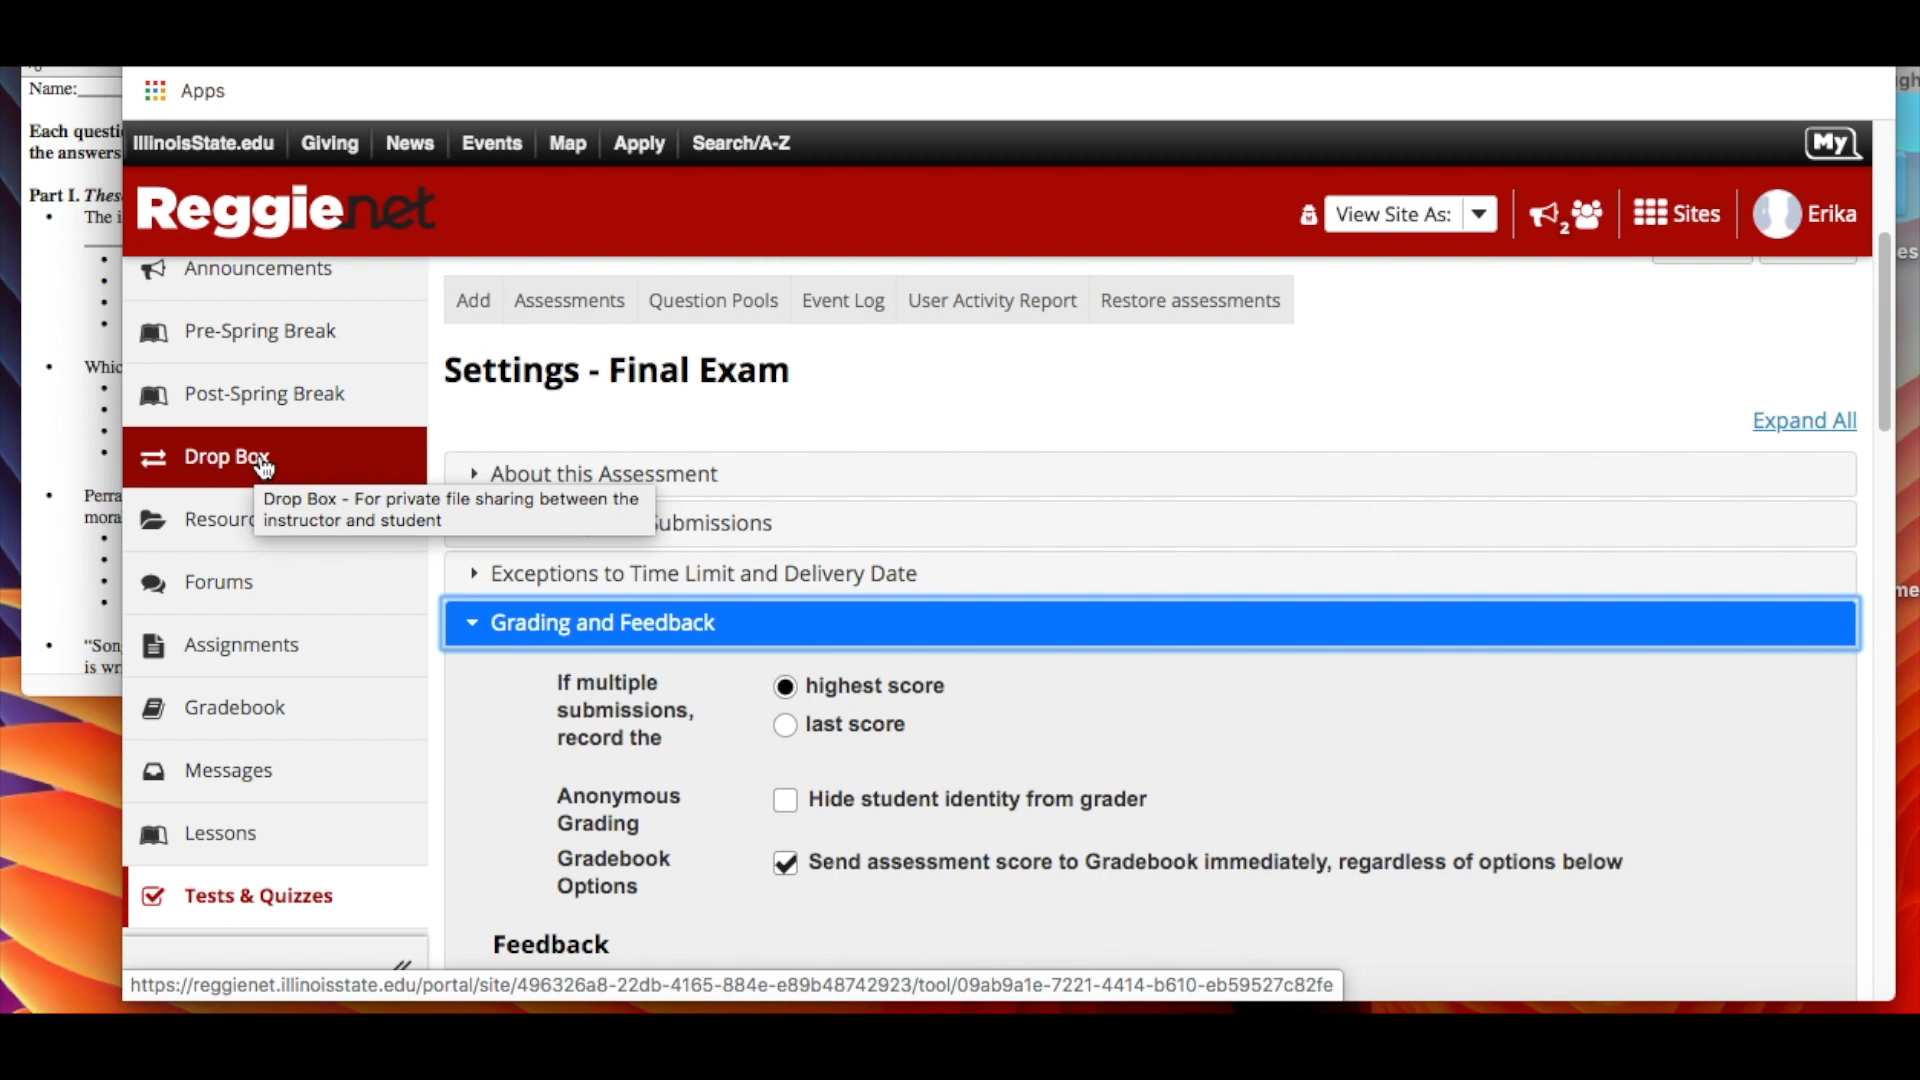 Name:
Each questi
the answers
Part I. Thes
The i
Whic
Perra
mora
"Son
is wr
Apps
IllinoisState.edu Giving News Events Map Apply Search/A-Z My
Reggienet View Site As: 2 Sites Erika
Announcements
Pre-Spring Break
Post-Spring Break
Drop Box
Drop Box - For private file sharing between the
instructor and student
Resourc
Forums
Assignments
Gradebook
Messages
Lessons
Tests & Quizzes
Add Assessments Question Pools Event Log User Activity Report Restore assessments
Settings - Final Exam
Expand All
About this Assessment
Submissions
Exceptions to Time Limit and Delivery Date
Grading and Feedback
If multiple
submissions,
record the
highest score
last score
Anonymous
Grading
Hide student identity from grader
Gradebook
Options
Send assessment score to Gradebook immediately, regardless of options below
Feedback
https://reggienet.illinoisstate.edu/portal/site/496326a8-22db-4165-884e-e89b48742923/tool/09ab9a1e-7221-4414-b610-eb59527c82fe
gh
es
me